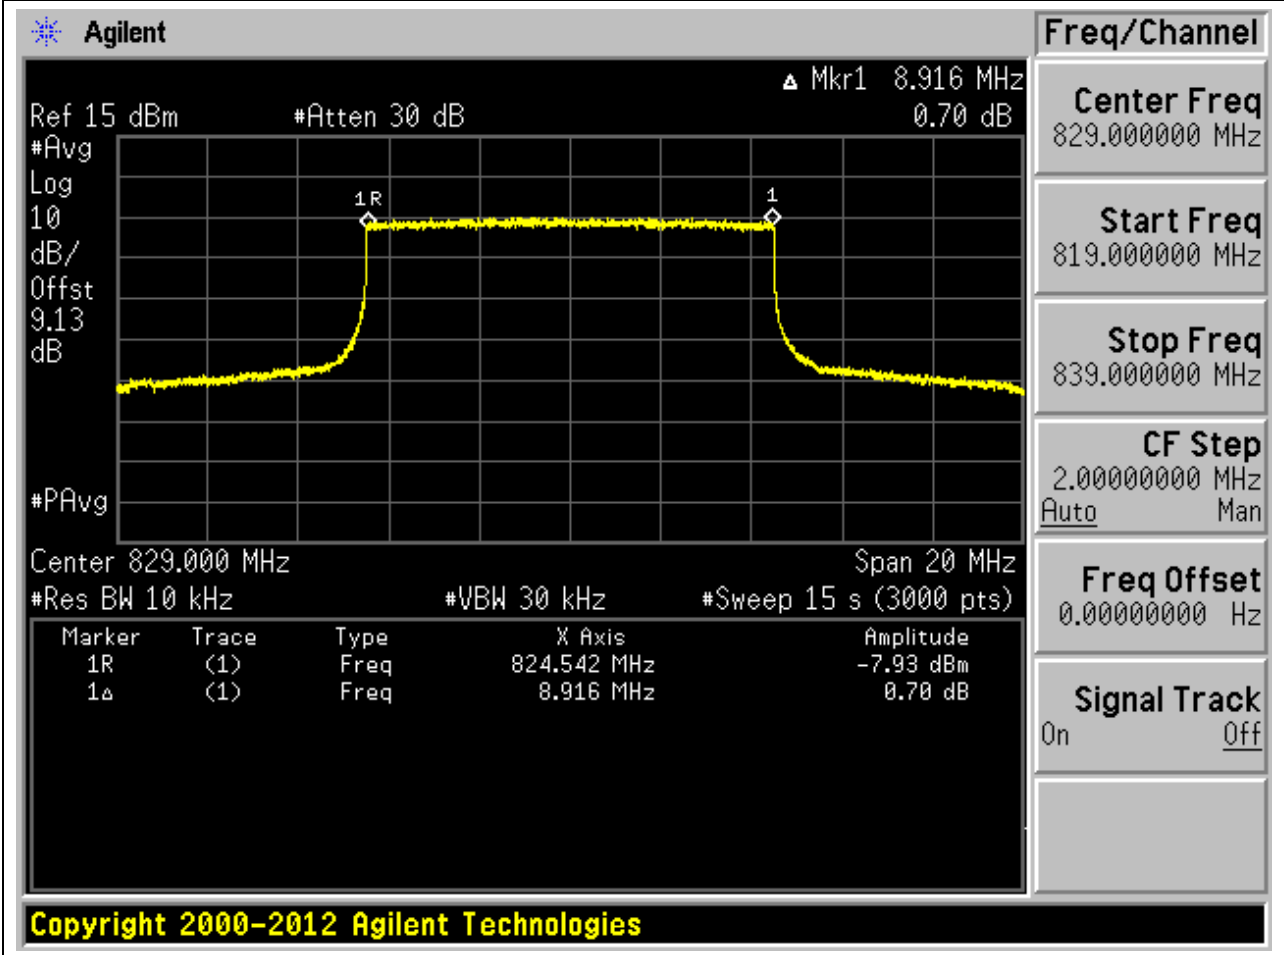 Agilent
Freq/Channel
Δ Mkr1 8.916 MHz
Ref 15 dBm #Atten 30 dB 0.70 dB
#Avg
Log
10
dB/
Offst
9.13
dB
1R
1
#PAvg
Center 829.000 MHz Span 20 MHz
#Res BW 10 kHz #VBW 30 kHz #Sweep 15 s (3000 pts)
Marker Trace Type X Axis Amplitude
1R (1) Freq 824.542 MHz -7.93 dBm
1Δ (1) Freq 8.916 MHz 0.70 dB
Center Freq
829.000000 MHz
Start Freq
819.000000 MHz
Stop Freq
839.000000 MHz
CF Step
2.00000000 MHz
Auto Man
Freq Offset
0.00000000 Hz
Signal Track
On Off
Copyright 2000-2012 Agilent Technologies